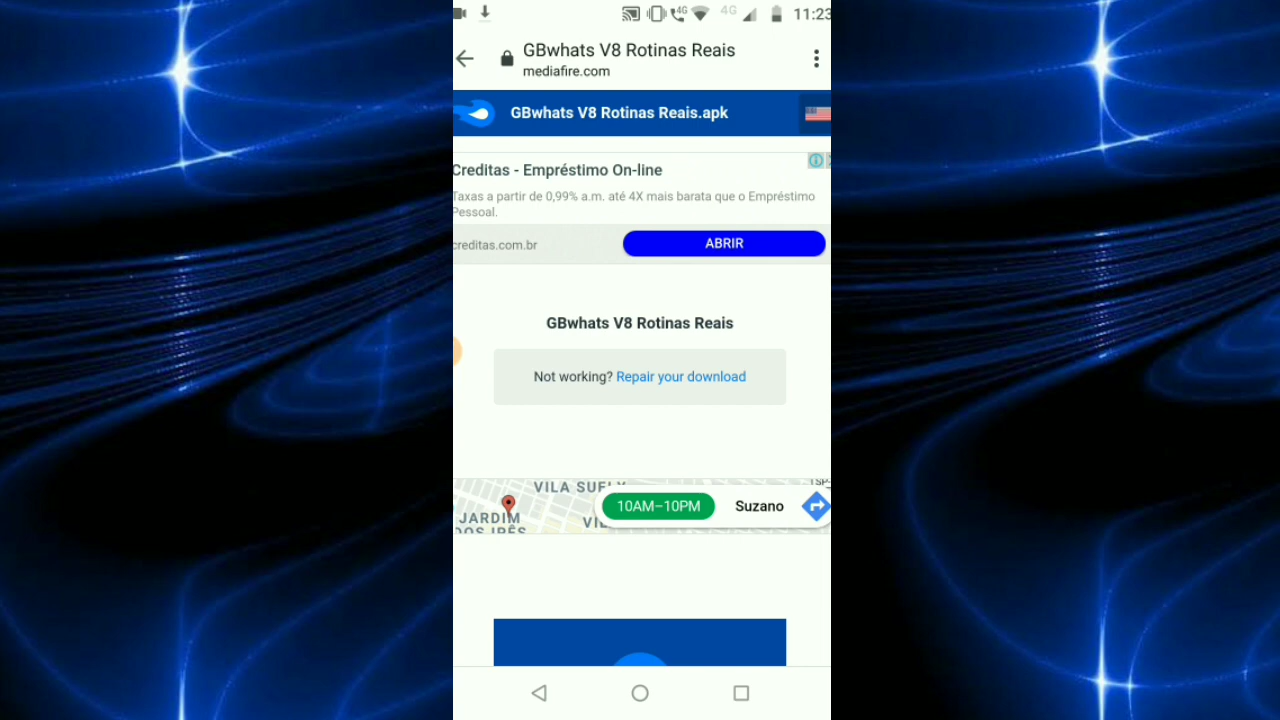 4G
4G
11:23
GBwhats V8 Rotinas Reais
mediafire.com
GBwhats V8 Rotinas Reais.apk
Creditas - Empréstimo On-line
Taxas a partir de 0,99% a.m. até 4X mais barata que o Empréstimo
Pessoal.
creditas.com.br
ABRIR
GBwhats V8 Rotinas Reais
Not working? Repair your download
VILA SUELY
10AM–10PM
Suzano
JARDIM
DOS IPÊS